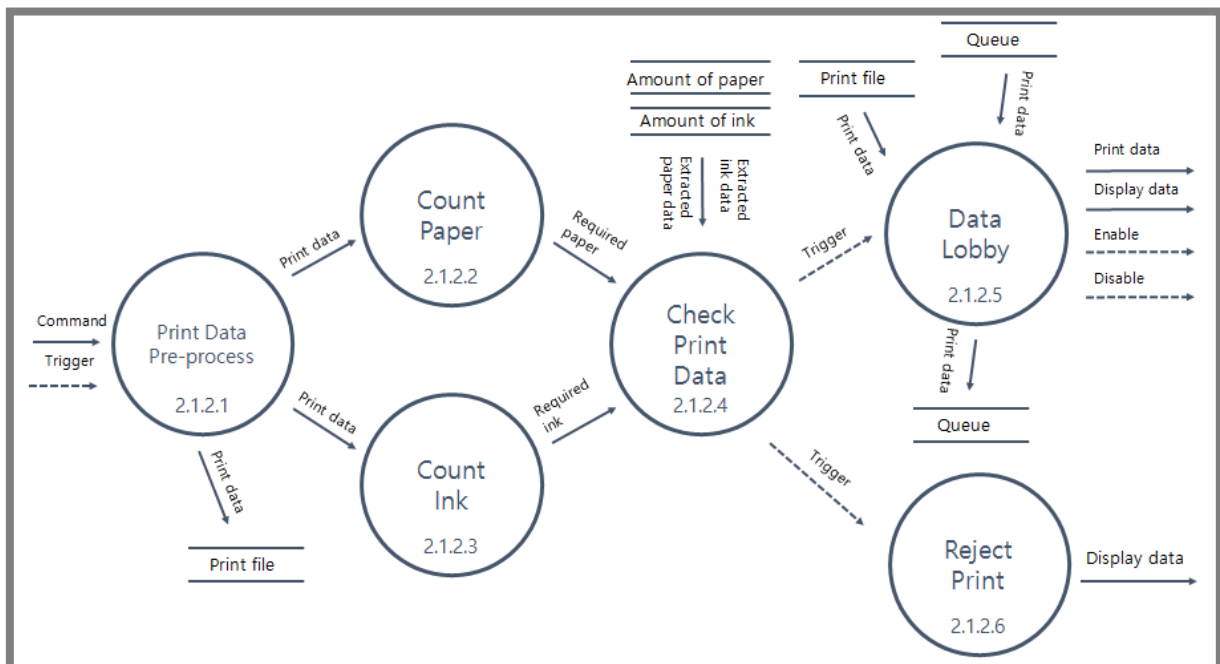 Queue
Amount of paper
Print file
Print data
Amount of ink
Print data
Extracted
paper data
Extracted
ink data
Print data
Display data
Enable
Disable
Count
Paper
2.1.2.2
Print data
Required
paper
Trigger
Data
Lobby
2.1.2.5
Command
Trigger
Print Data
Pre-process
2.1.2.1
Check
Print
Data
2.1.2.4
Print data
Queue
Print data
Required
ink
Count
Ink
2.1.2.3
Trigger
Print data
Print file
Reject
Print
2.1.2.6
Display data